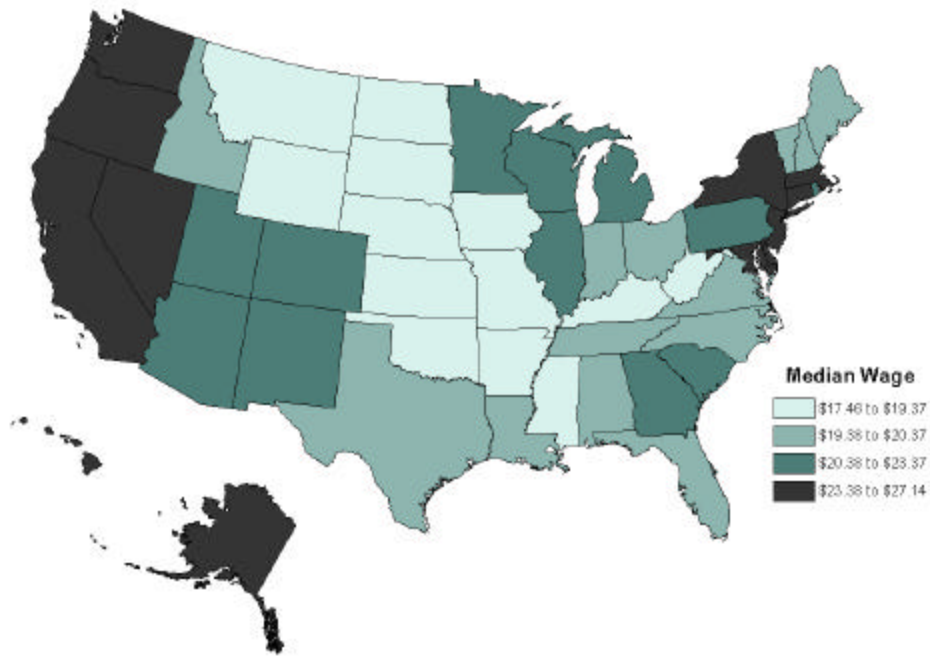 Median Wage
$17.46 to $19.37
$19.38 to $20.37
$20.38 to $23.37
$23.38 to $27.14